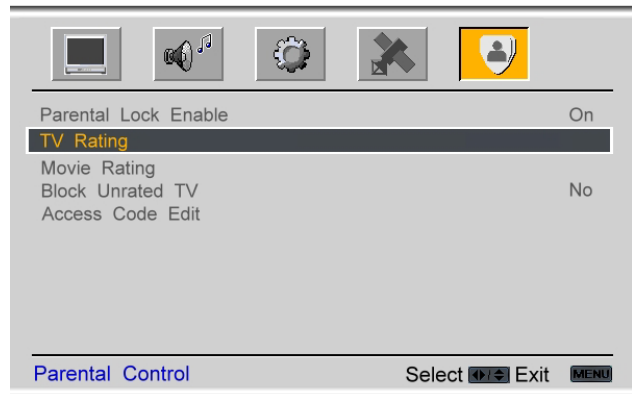 Parental Lock Enable On
TV Rating
Movie Rating
Block Unrated TV No
Access Code Edit
Parental Control Select / Exit MENU